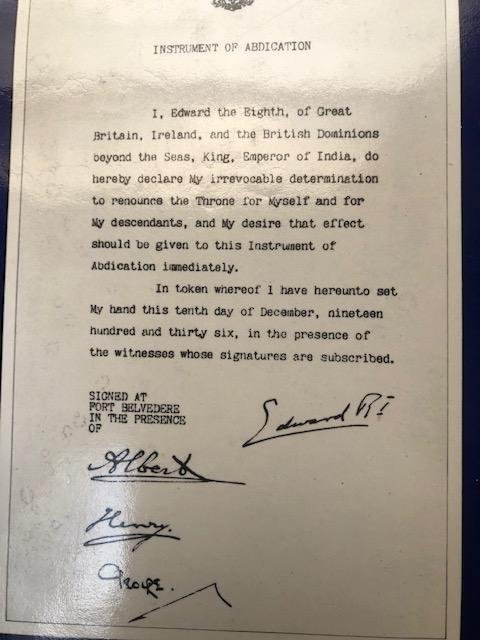 INSTRUMENT OF ABDICATION
I, Edward the Eighth, of Great
Britain, Ireland, and the British Dominions
beyond the Seas, King, Emperor of India, do
hereby declare My irrevocable determination
to renounce the Throne for Myself and for
My descendants, and My desire that effect
should be given to this Instrument of
Abdication immediately.
In token whereof I have hereunto set
My hand this tenth day of December, nineteen
hundred and thirty six, in the presence of
the witnesses whose signatures are subscribed.
SIGNED AT
FORT BELVEDERE
IN THE PRESENCE
OF
Edward R.I.
Albert
Henry.
George.